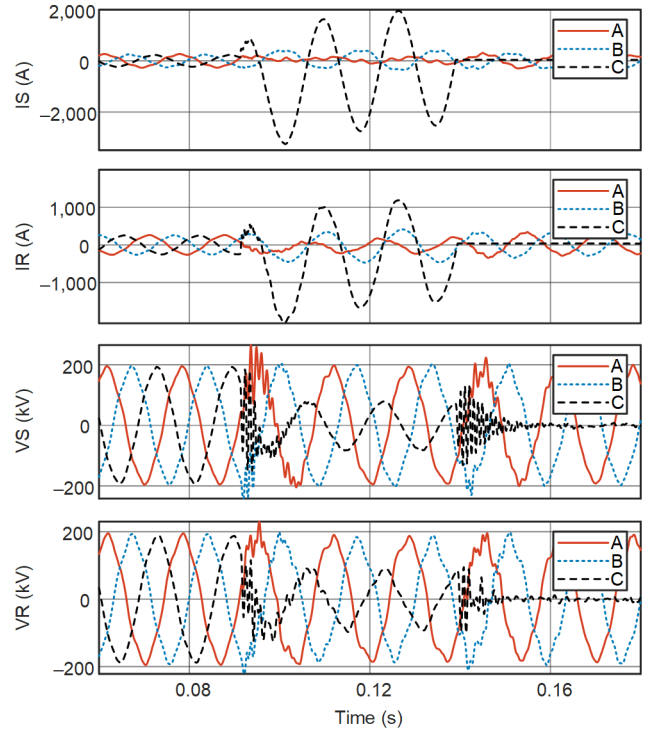 2,000
0
–2,000
IS (A)
A
B
C
1,000
0
–1,000
IR (A)
A
B
C
200
0
–200
VS (kV)
A
B
C
200
0
–200
VR (kV)
A
B
C
0.08
0.12
0.16
Time (s)